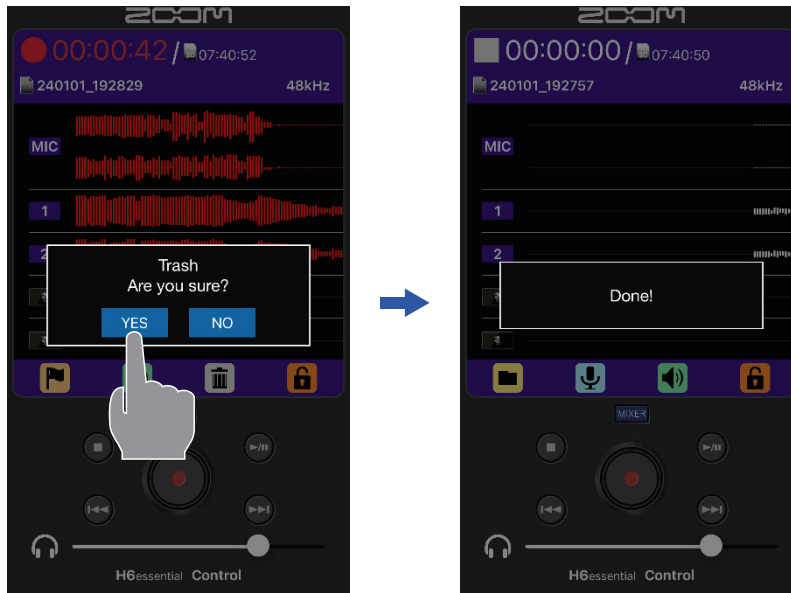 ZOOM
00:00:42/07:40:52
240101_192829 48kHz
MIC
1
2
Trash
Are you sure?
YES NO
H6essential Control
ZOOM
00:00:00/07:40:50
240101_192757 48kHz
MIC
1
2
Done!
MIXER
H6essential Control